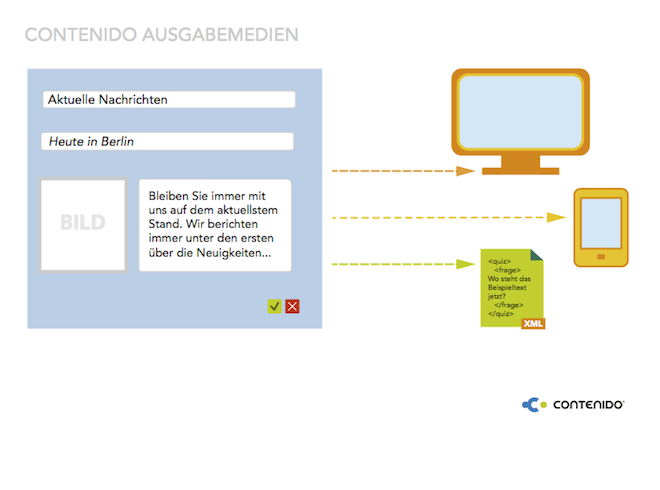 CONTENIDO AUSGABEMEDIEN
Aktuelle Nachrichten
Heute in Berlin
BILD
Bleiben Sie immer mit
uns auf dem aktuellstem
Stand. Wir berichten
immer unter den ersten
über die Neuigkeiten...
<quiz>
<frage>
Wo steht das
Beispieltext
jetzt?
</frage>
</quiz>
XML
CONTENIDO